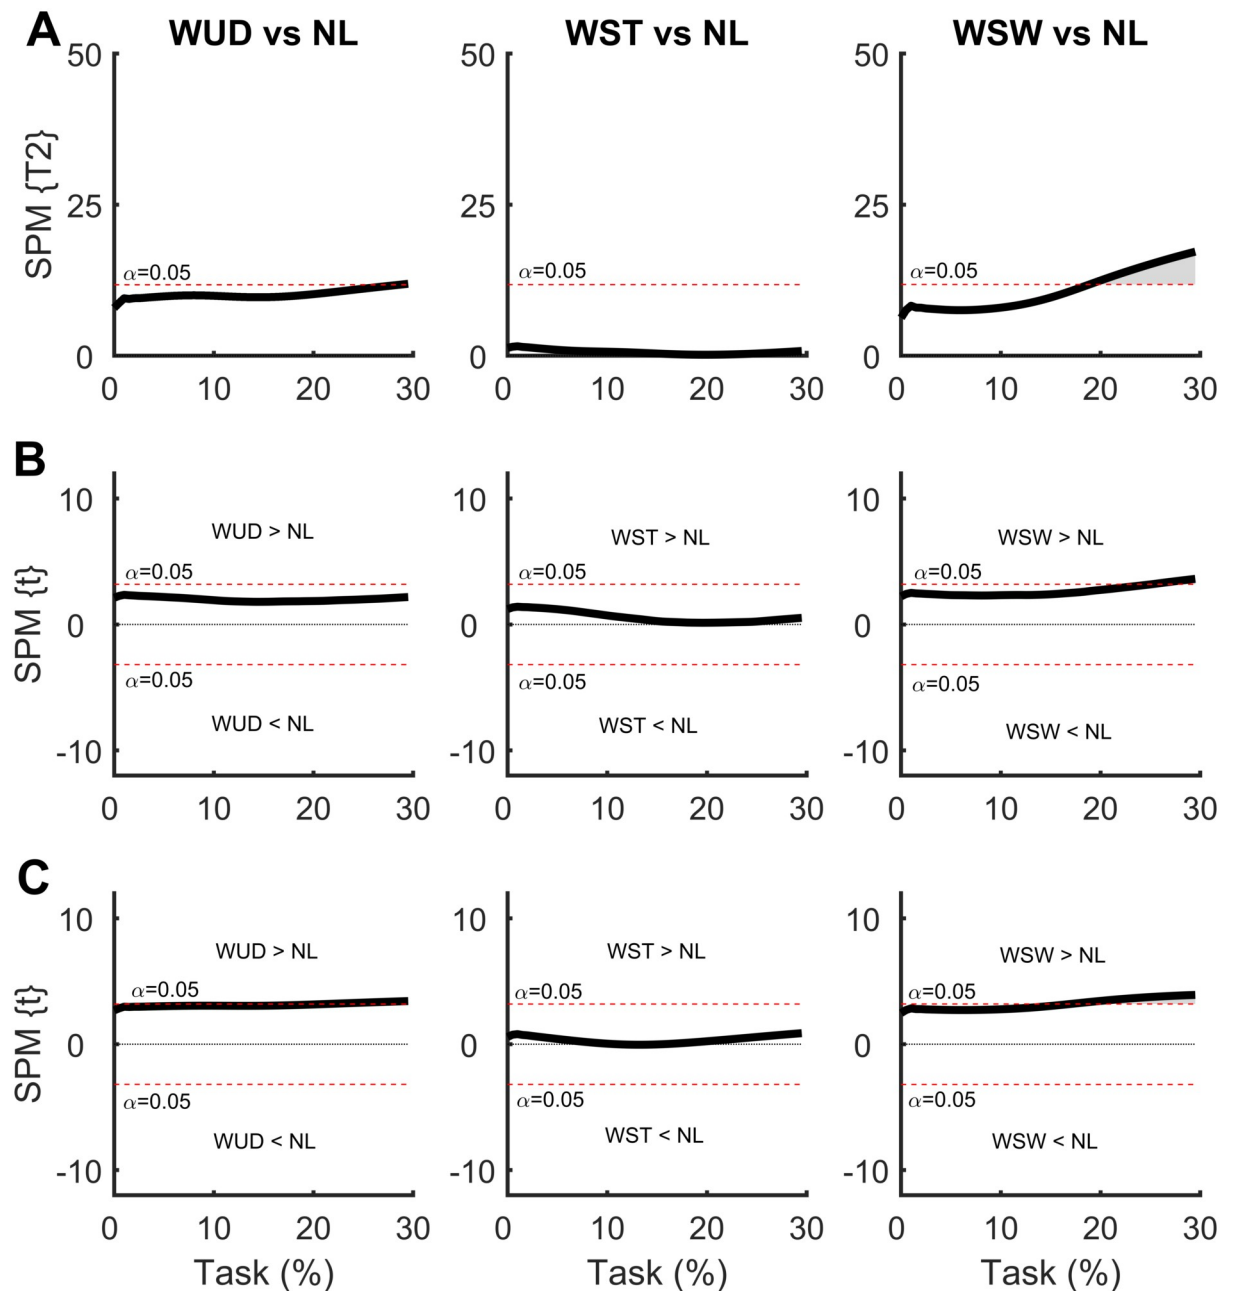 A
WUD vs NL
WST vs NL
WSW vs NL
SPM {T2}
50
25
0
α=0.05
0 10 20 30
50
25
0
α=0.05
0 10 20 30
50
25
0
α=0.05
0 10 20 30
B
SPM {t}
10
0
-10
WUD > NL
α=0.05
α=0.05
WUD < NL
0 10 20 30
10
0
-10
WST > NL
α=0.05
α=0.05
WST < NL
0 10 20 30
10
0
-10
WSW > NL
α=0.05
α=0.05
WSW < NL
0 10 20 30
C
SPM {t}
10
0
-10
WUD > NL
α=0.05
α=0.05
WUD < NL
0 10 20 30
Task (%)
10
0
-10
WST > NL
α=0.05
α=0.05
WST < NL
0 10 20 30
Task (%)
10
0
-10
WSW > NL
α=0.05
α=0.05
WSW < NL
0 10 20 30
Task (%)